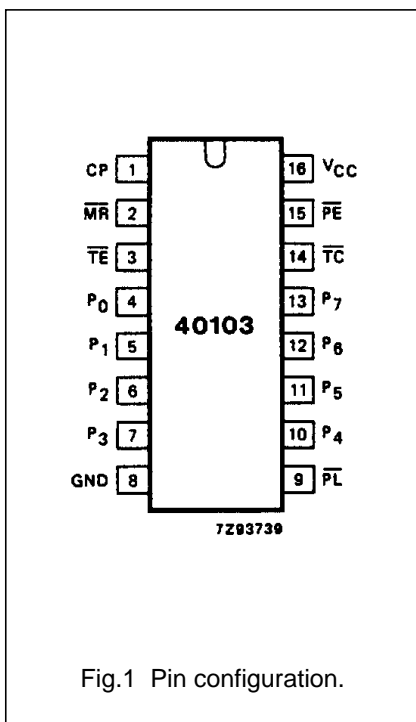 CP 1 16 VCC
MR 2 15 PE
TE 3 14 TC
P0 4 13 P7
40103
P1 5 12 P6
P2 6 11 P5
P3 7 10 P4
GND 8 9 PL
7Z93739
Fig.1 Pin configuration.